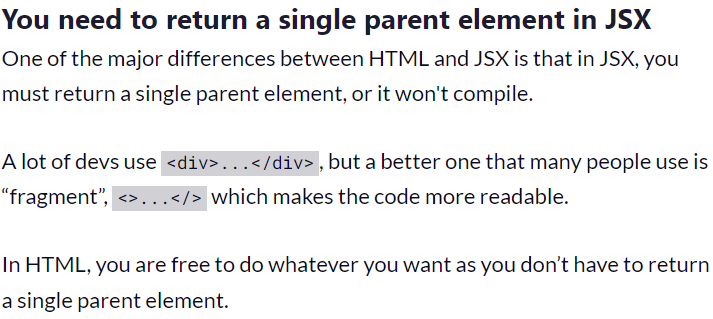 You need to return a single parent element in JSX
One of the major differences between HTML and JSX is that in JSX, you
must return a single parent element, or it won't compile.
A lot of devs use <div>...</div>, but a better one that many people use is
“fragment”, <>...</> which makes the code more readable.
In HTML, you are free to do whatever you want as you don’t have to return
a single parent element.